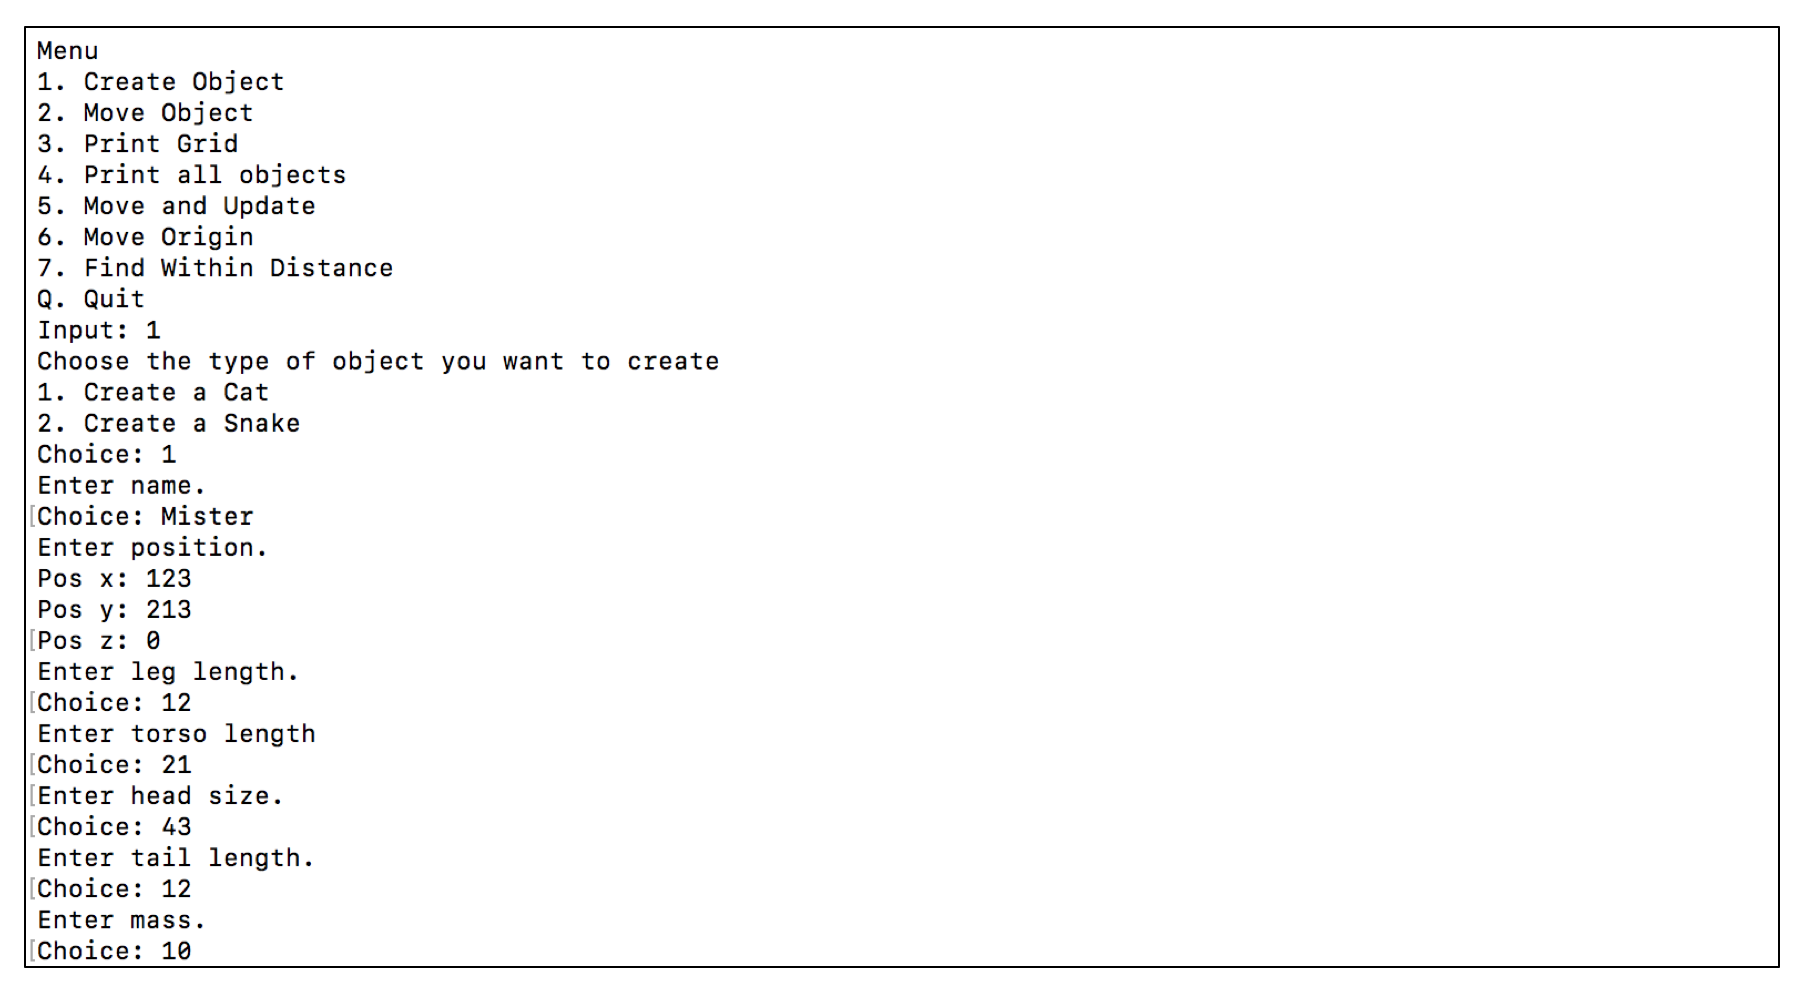 Menu
1. Create Object
2. Move Object
3. Print Grid
4. Print all objects
5. Move and Update
6. Move Origin
7. Find Within Distance
Q. Quit
Input: 1
Choose the type of object you want to create
1. Create a Cat
2. Create a Snake
Choice: 1
Enter name.
[Choice: Mister
Enter position.
Pos x: 123
Pos y: 213
[Pos z: 0
Enter leg length.
[Choice: 12
Enter torso length
[Choice: 21
[Enter head size.
[Choice: 43
Enter tail length.
[Choice: 12
Enter mass.
[Choice: 10